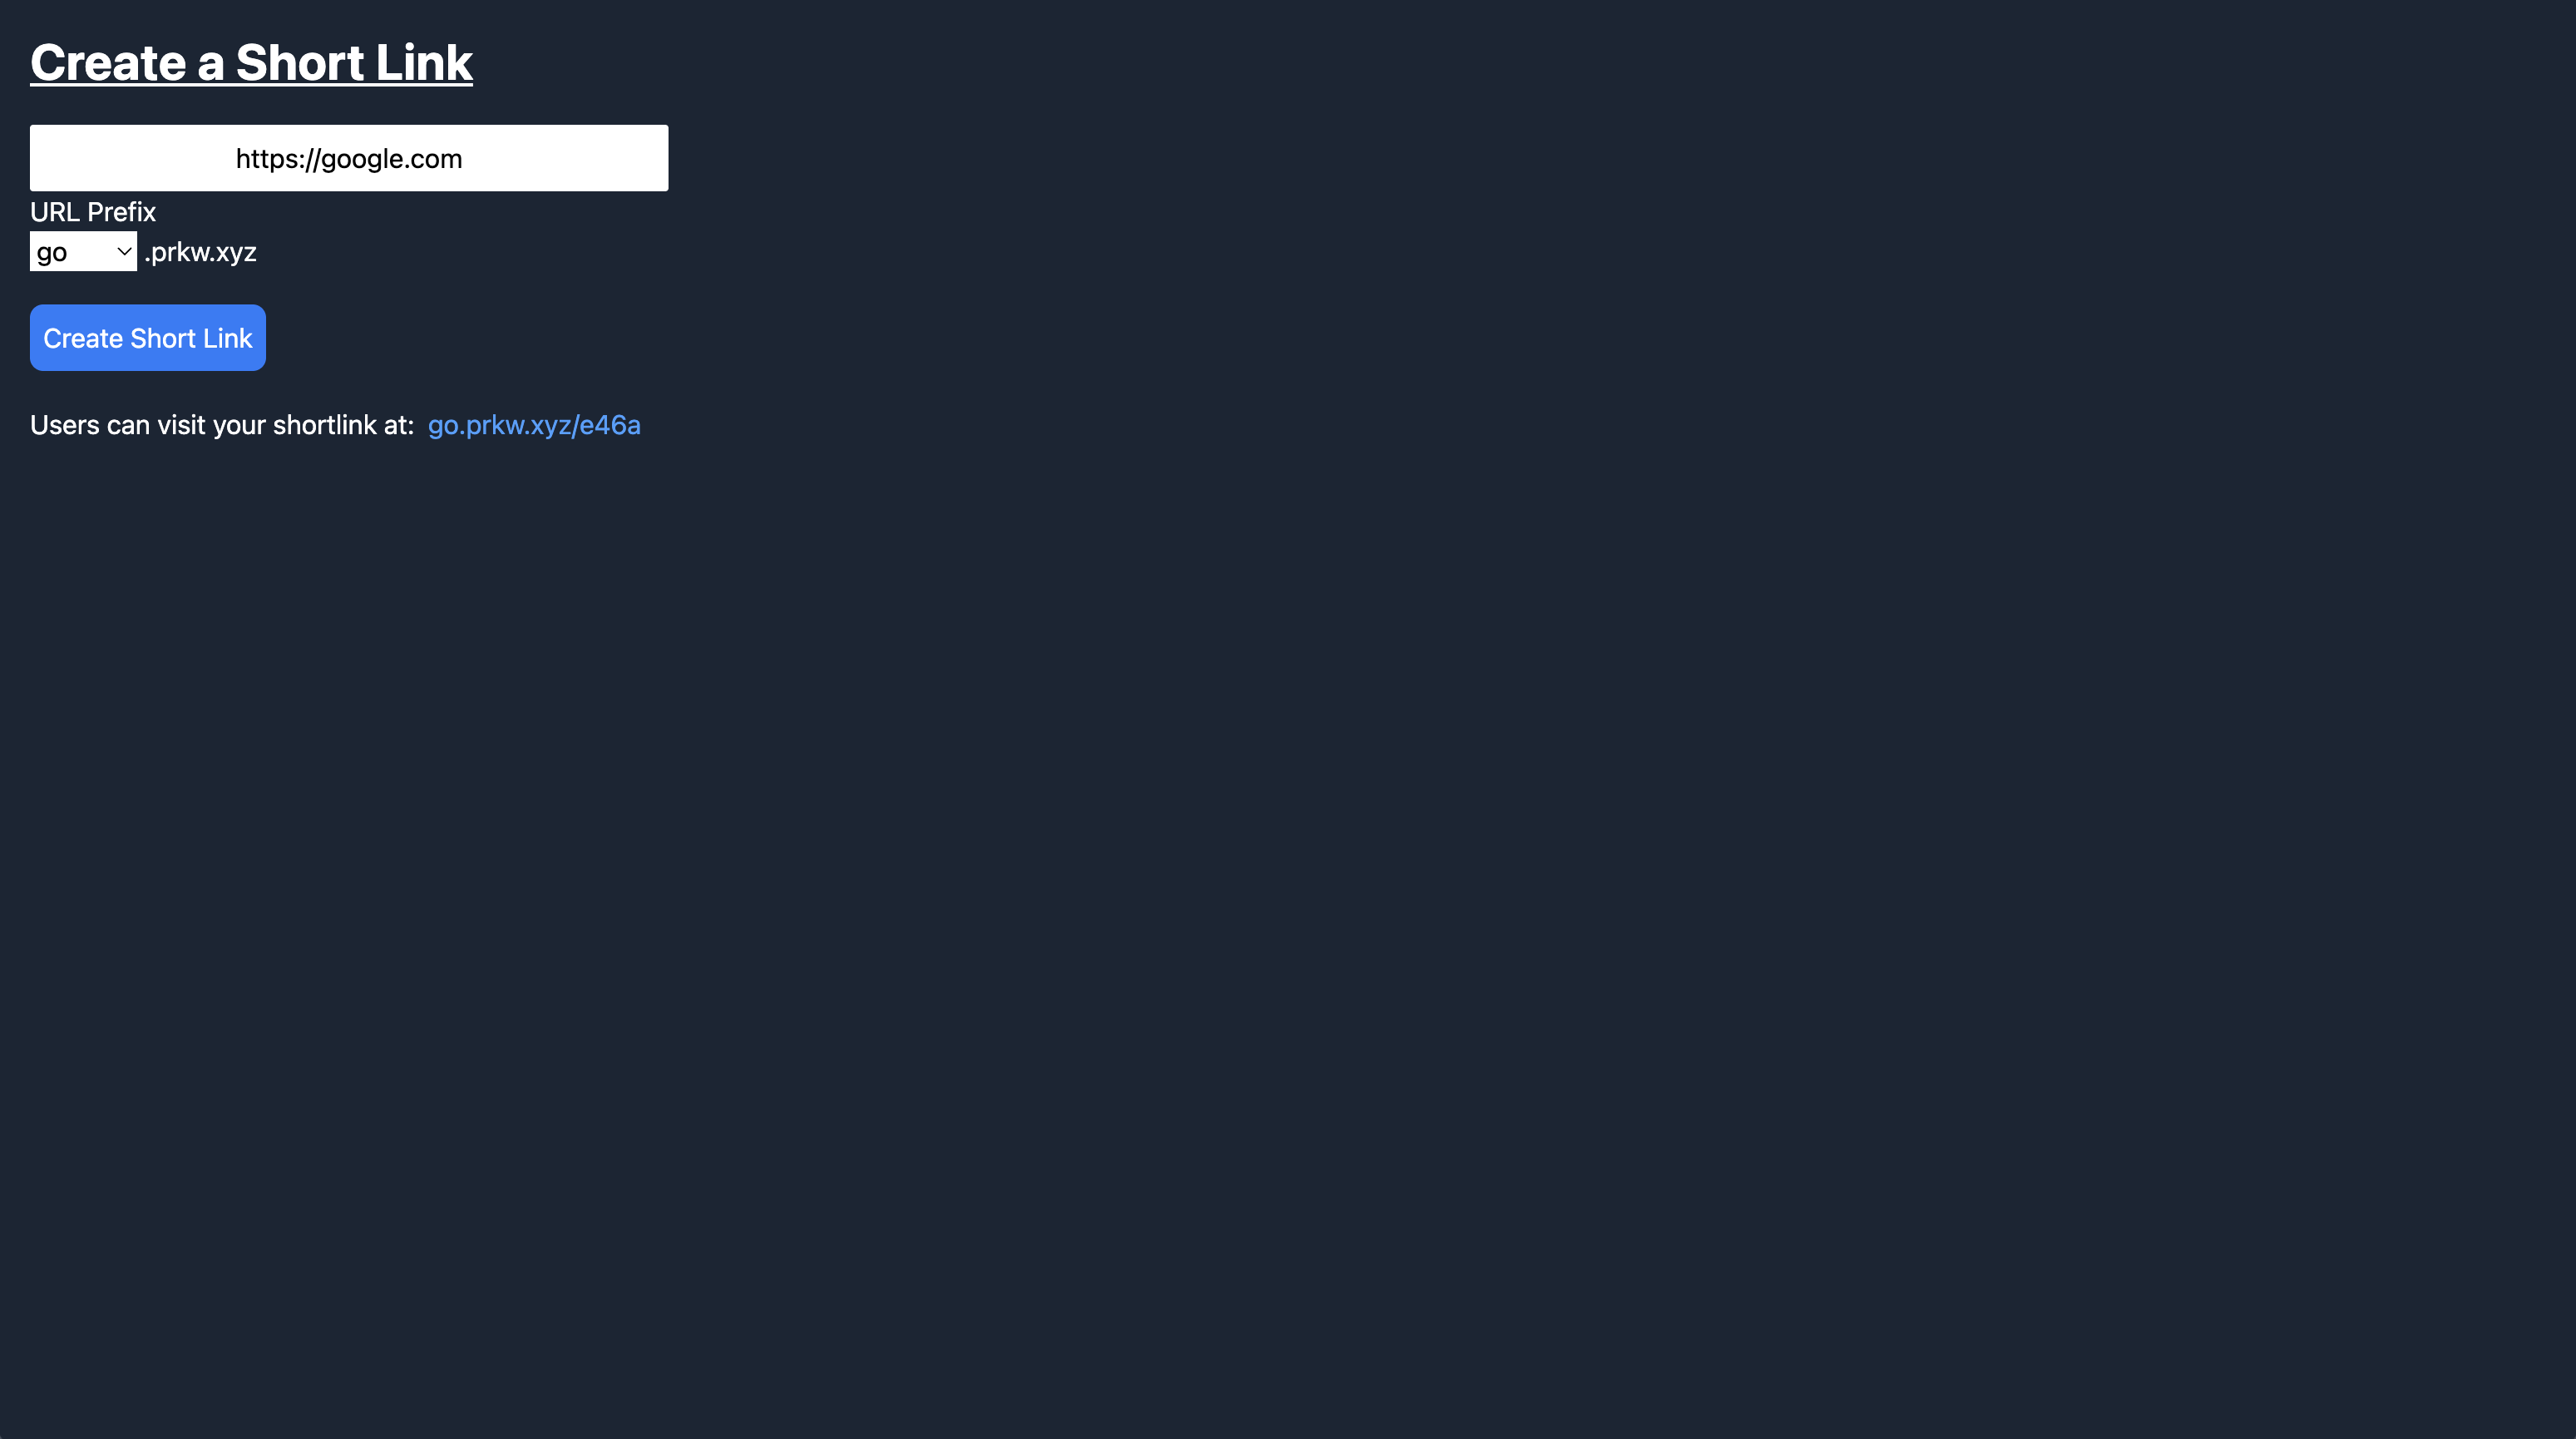 Create a Short Link
https://google.com
URL Prefix
go .prkw.xyz
Create Short Link
Users can visit your shortlink at: go.prkw.xyz/e46a